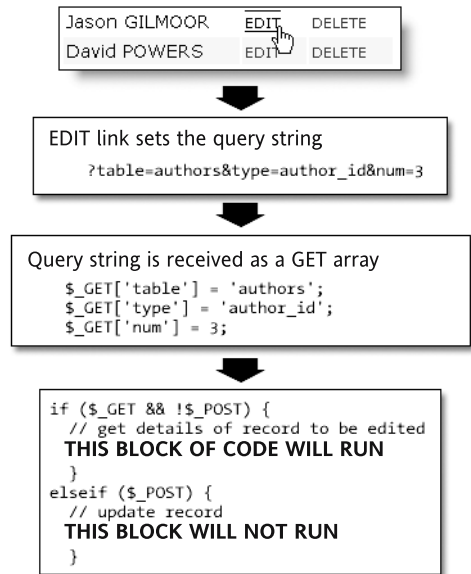 Jason GILMOOR EDIT DELETE
David POWERS EDIT DELETE
EDIT link sets the query string
?table=authors&type=author_id&num=3
Query string is received as a GET array
$_GET['table'] = 'authors';
$_GET['type'] = 'author_id';
$_GET['num'] = 3;
if ($_GET && !$_POST) {
// get details of record to be edited
THIS BLOCK OF CODE WILL RUN
}
elseif ($_POST) {
// update record
THIS BLOCK WILL NOT RUN
}